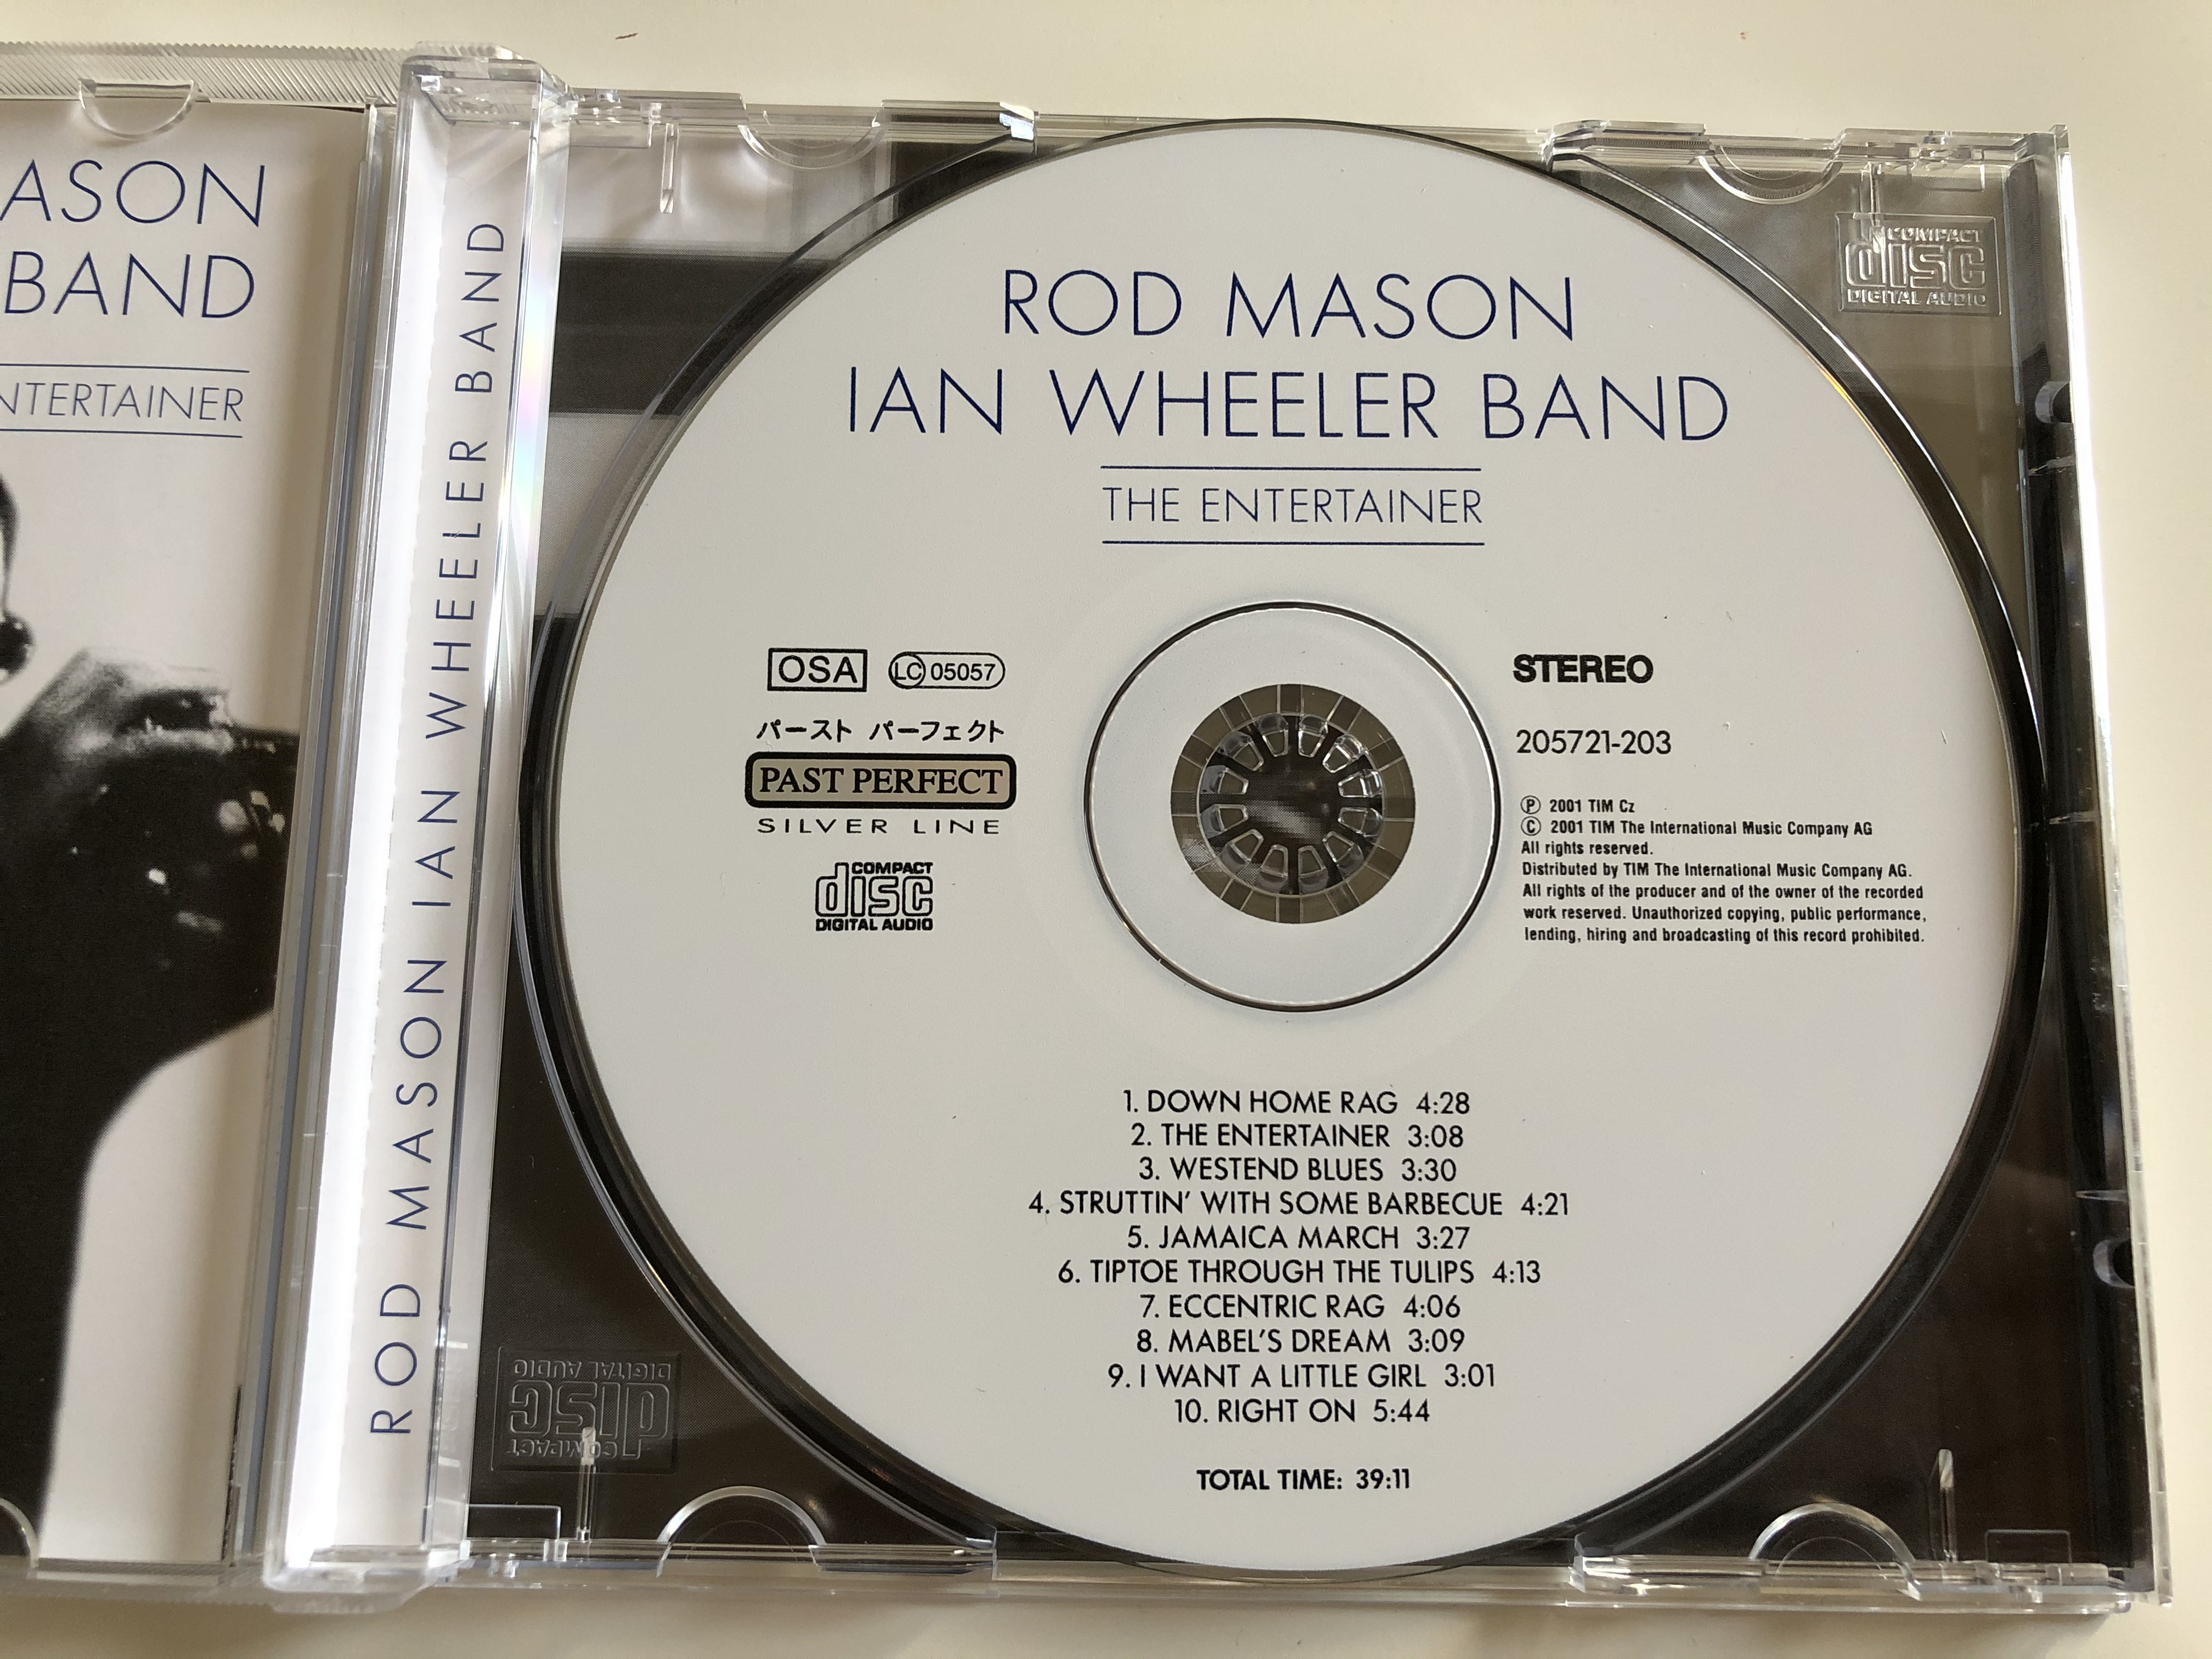 ASON
BAND
NTERTAINER
ROD MASON IAN WHEELER BAND
ROD MASON
IAN WHEELER BAND
THE ENTERTAINER
OSA LC 05057
パースト パーフェクト
PAST PERFECT
SILVER LINE
COMPACT
disc
DIGITAL AUDIO
STEREO
205721-203
Ⓟ 2001 TIM Cz
© 2001 TIM The International Music Company AG
All rights reserved.
Distributed by TIM The International Music Company AG.
All rights of the producer and of the owner of the recorded
work reserved. Unauthorized copying, public performance,
lending, hiring and broadcasting of this record prohibited.
1. DOWN HOME RAG 4:28
2. THE ENTERTAINER 3:08
3. WESTEND BLUES 3:30
4. STRUTTIN' WITH SOME BARBECUE 4:21
5. JAMAICA MARCH 3:27
6. TIPTOE THROUGH THE TULIPS 4:13
7. ECCENTRIC RAG 4:06
8. MABEL'S DREAM 3:09
9. I WANT A LITTLE GIRL 3:01
10. RIGHT ON 5:44
TOTAL TIME: 39:11
COMPACT
disc
DIGITAL AUDIO
COMPACT
disc
DIGITAL AUDIO